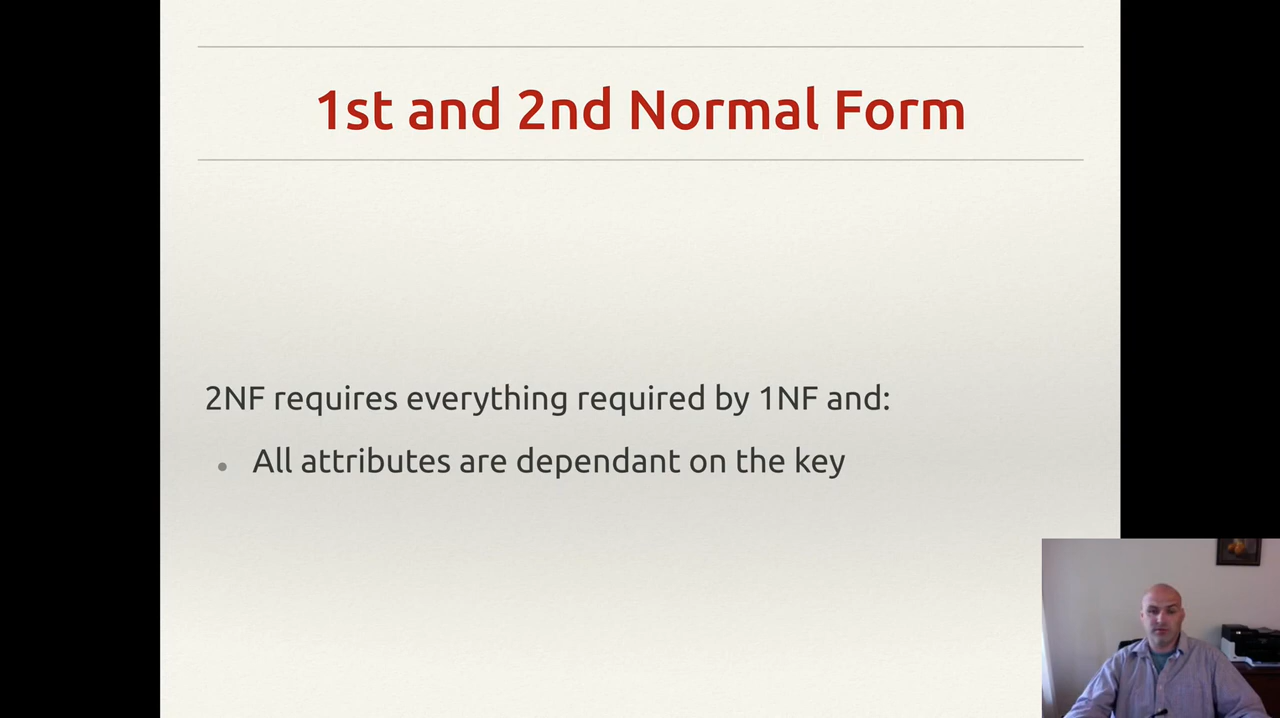 1st and 2nd Normal Form
2NF requires everything required by 1NF and:
• All attributes are dependant on the key